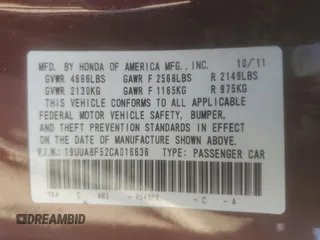 MFD. BY HONDA OF AMERICA MFG., INC. 10/11
GVWR 4696LBS GAWR F 2568LBS R 2149LBS
GVWR 2130KG GAWR F 1165KG R 975KG
THIS VEHICLE CONFORMS TO ALL APPLICABLE
FEDERAL MOTOR VEHICLE SAFETY, BUMPER,
AND THEFT PREVENTION STANDARDS IN EFFECT
ON THE DATE OF MANUFACTURE SHOWN ABOVE.
V.I.N.: 19UUA8F52CA016636 TYPE: PASSENGER CAR
C ABS C - A
DREAMBID